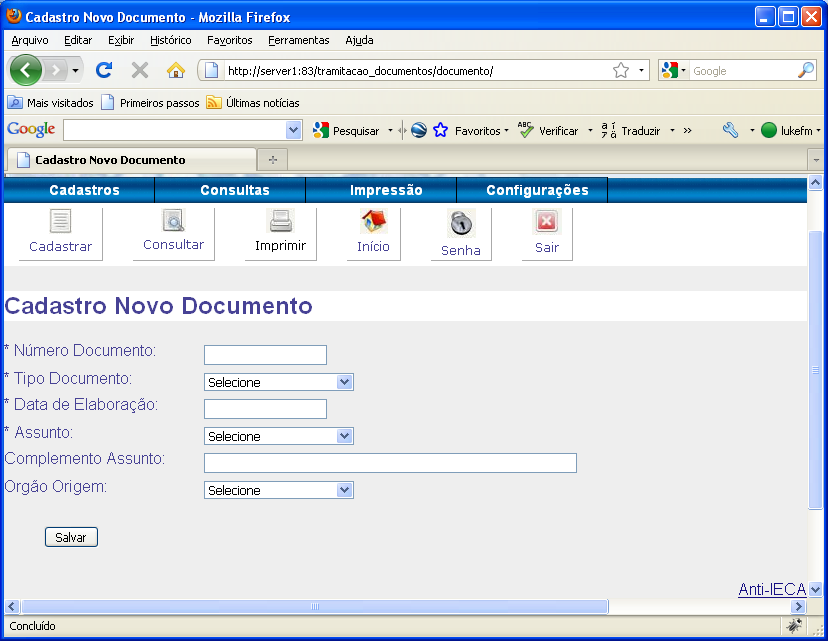 Cadastro Novo Documento - Mozilla Firefox
Arquivo Editar Exibir Histórico Favoritos Ferramentas Ajuda
http://server1:83/tramitacao_documentos/documento/ Google
Mais visitados Primeiros passos Últimas notícias
Google Pesquisar Favoritos ABC Verificar Traduzir » lukefm
Cadastro Novo Documento
Cadastros Consultas Impressão Configurações
Cadastrar Consultar Imprimir Início Senha Sair
Cadastro Novo Documento
* Número Documento:
* Tipo Documento: Selecione
* Data de Elaboração:
* Assunto: Selecione
Complemento Assunto:
Orgão Origem: Selecione
Salvar
Anti-IECA
Concluído